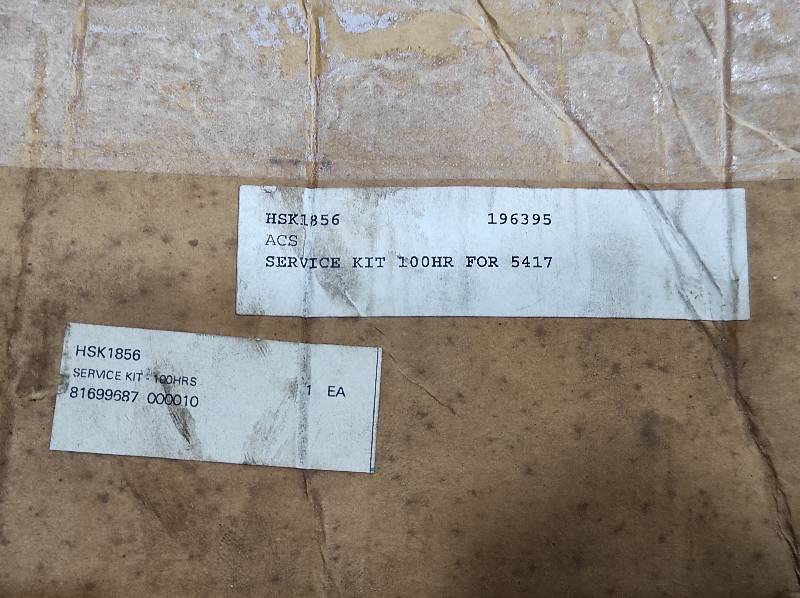 HSK1856 196395
ACS
SERVICE KIT 100HR FOR 5417
HSK1856
SERVICE KIT - 100HRS
81699687 000010 1 EA